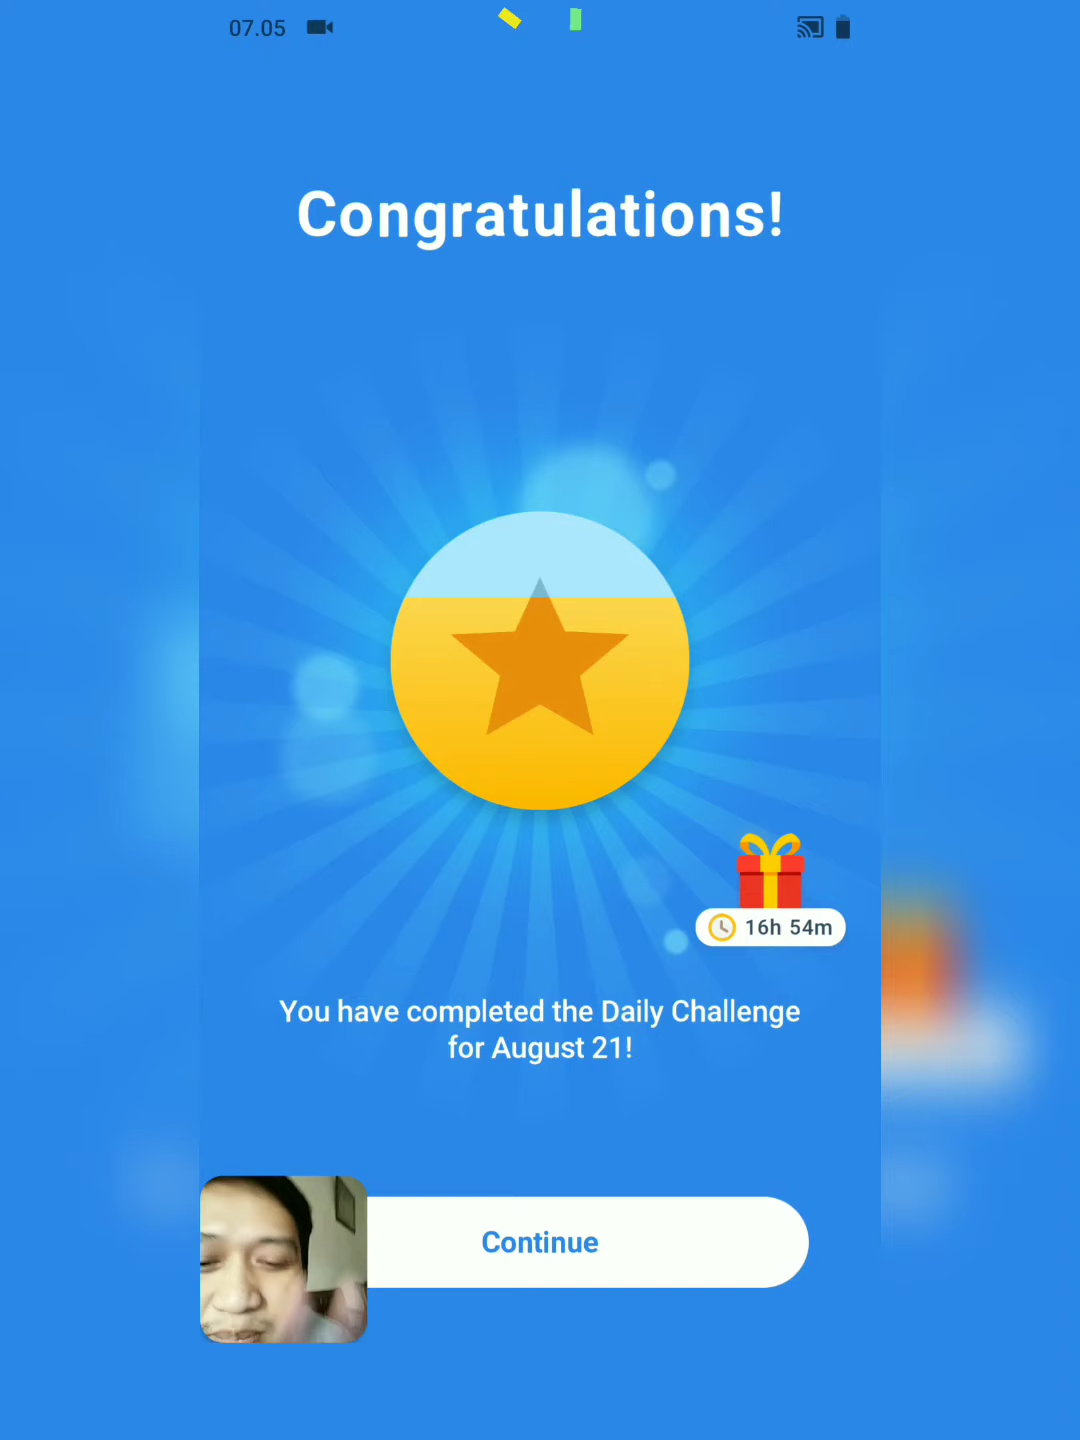 07.05
Congratulations!
16h 54m
You have completed the Daily Challenge
for August 21!
Continue